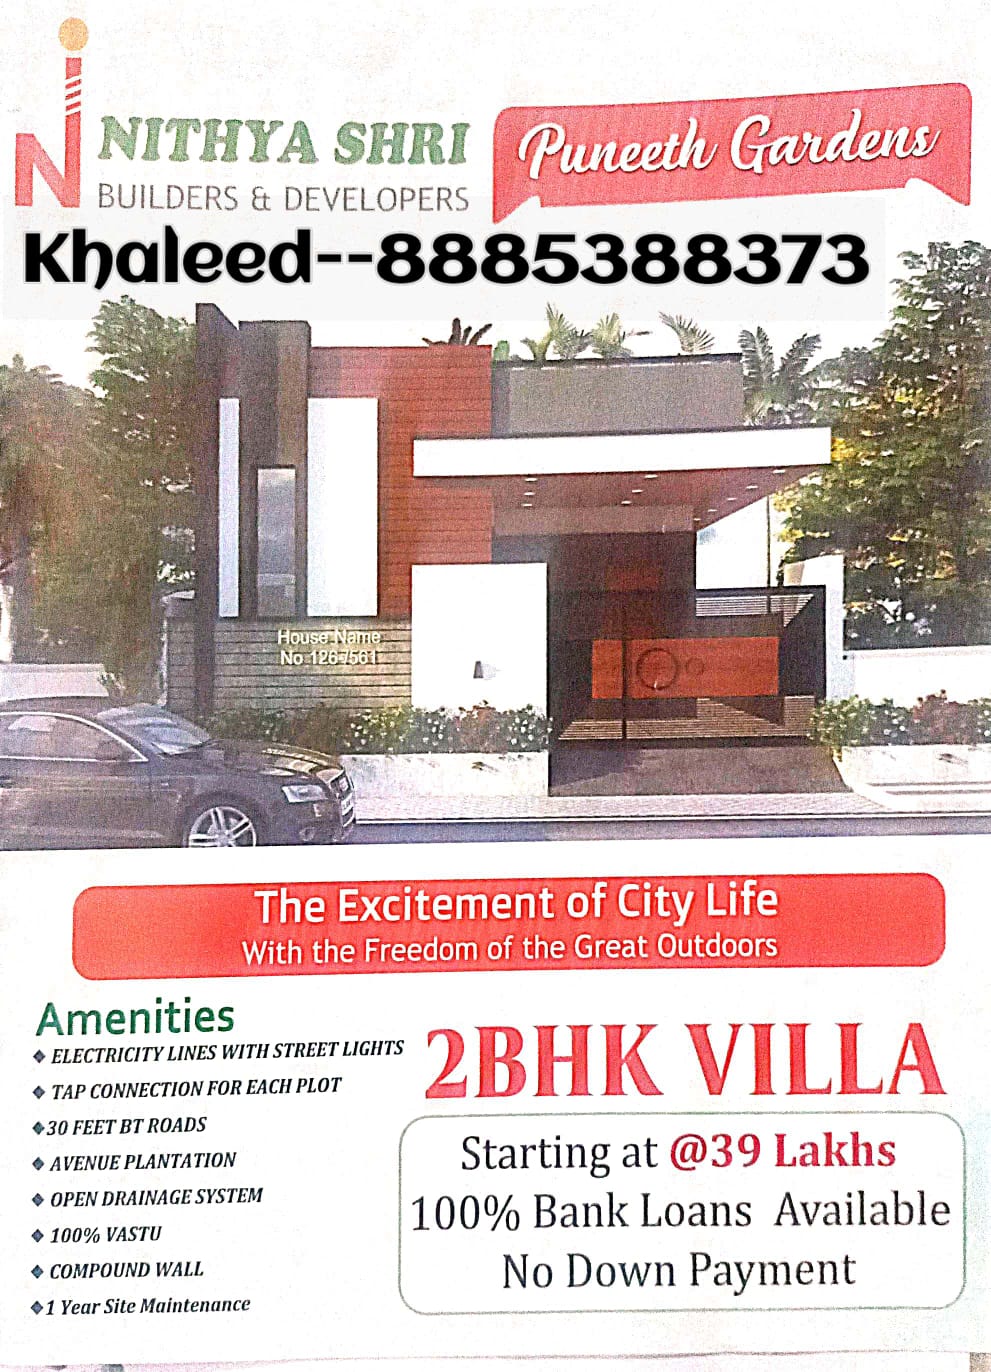 NITHYA SHRI
BUILDERS & DEVELOPERS
Puneeth Gardens
Khaleed--8885388373
House Name
No 1267561
The Excitement of City Life
With the Freedom of the Great Outdoors
Amenities
❖ ELECTRICITY LINES WITH STREET LIGHTS
❖ TAP CONNECTION FOR EACH PLOT
❖30 FEET BT ROADS
❖ AVENUE PLANTATION
❖ OPEN DRAINAGE SYSTEM
❖ 100% VASTU
❖ COMPOUND WALL
❖1 Year Site Maintenance
2BHK VILLA
Starting at @39 Lakhs
100% Bank Loans Available
No Down Payment